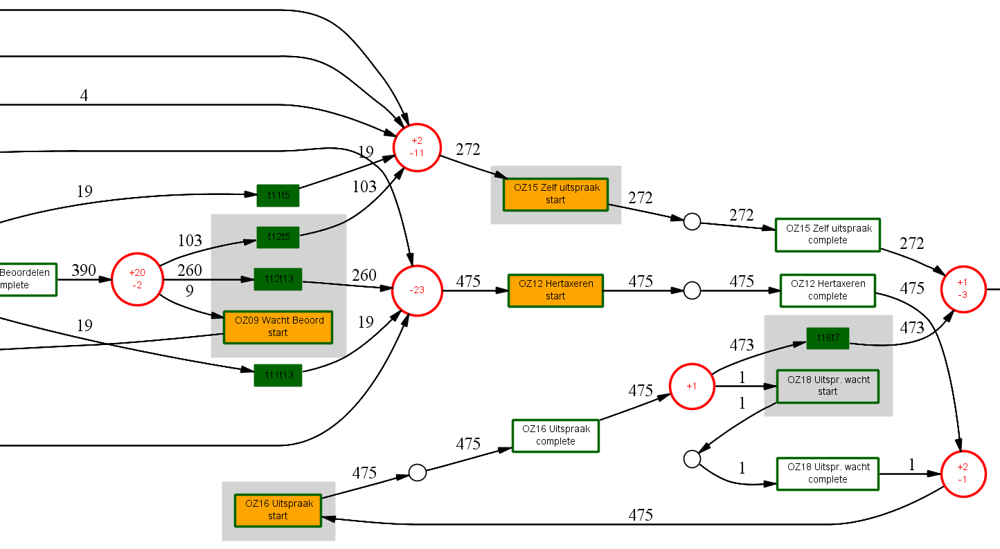 4
19
+2
-11
272
19
t11t5
103
OZ15 Zelf uitspraak
start
272
272
OZ15 Zelf uitspraak
complete
272
103
t12t5
Beoordelen
mplete
390
+20
-2
260
t12t13
260
9
OZ09 Wacht Beoord
start
-23
475
OZ12 Hertaxeren
start
475
475
OZ12 Hertaxeren
complete
475
+1
-3
19
t11t13
19
473
t16t7
473
+1
1
OZ18 Uitspr. wacht
start
1
475
OZ16 Uitspraak
complete
475
475
OZ16 Uitspraak
start
1
OZ18 Uitspr. wacht
complete
1
+2
-1
475